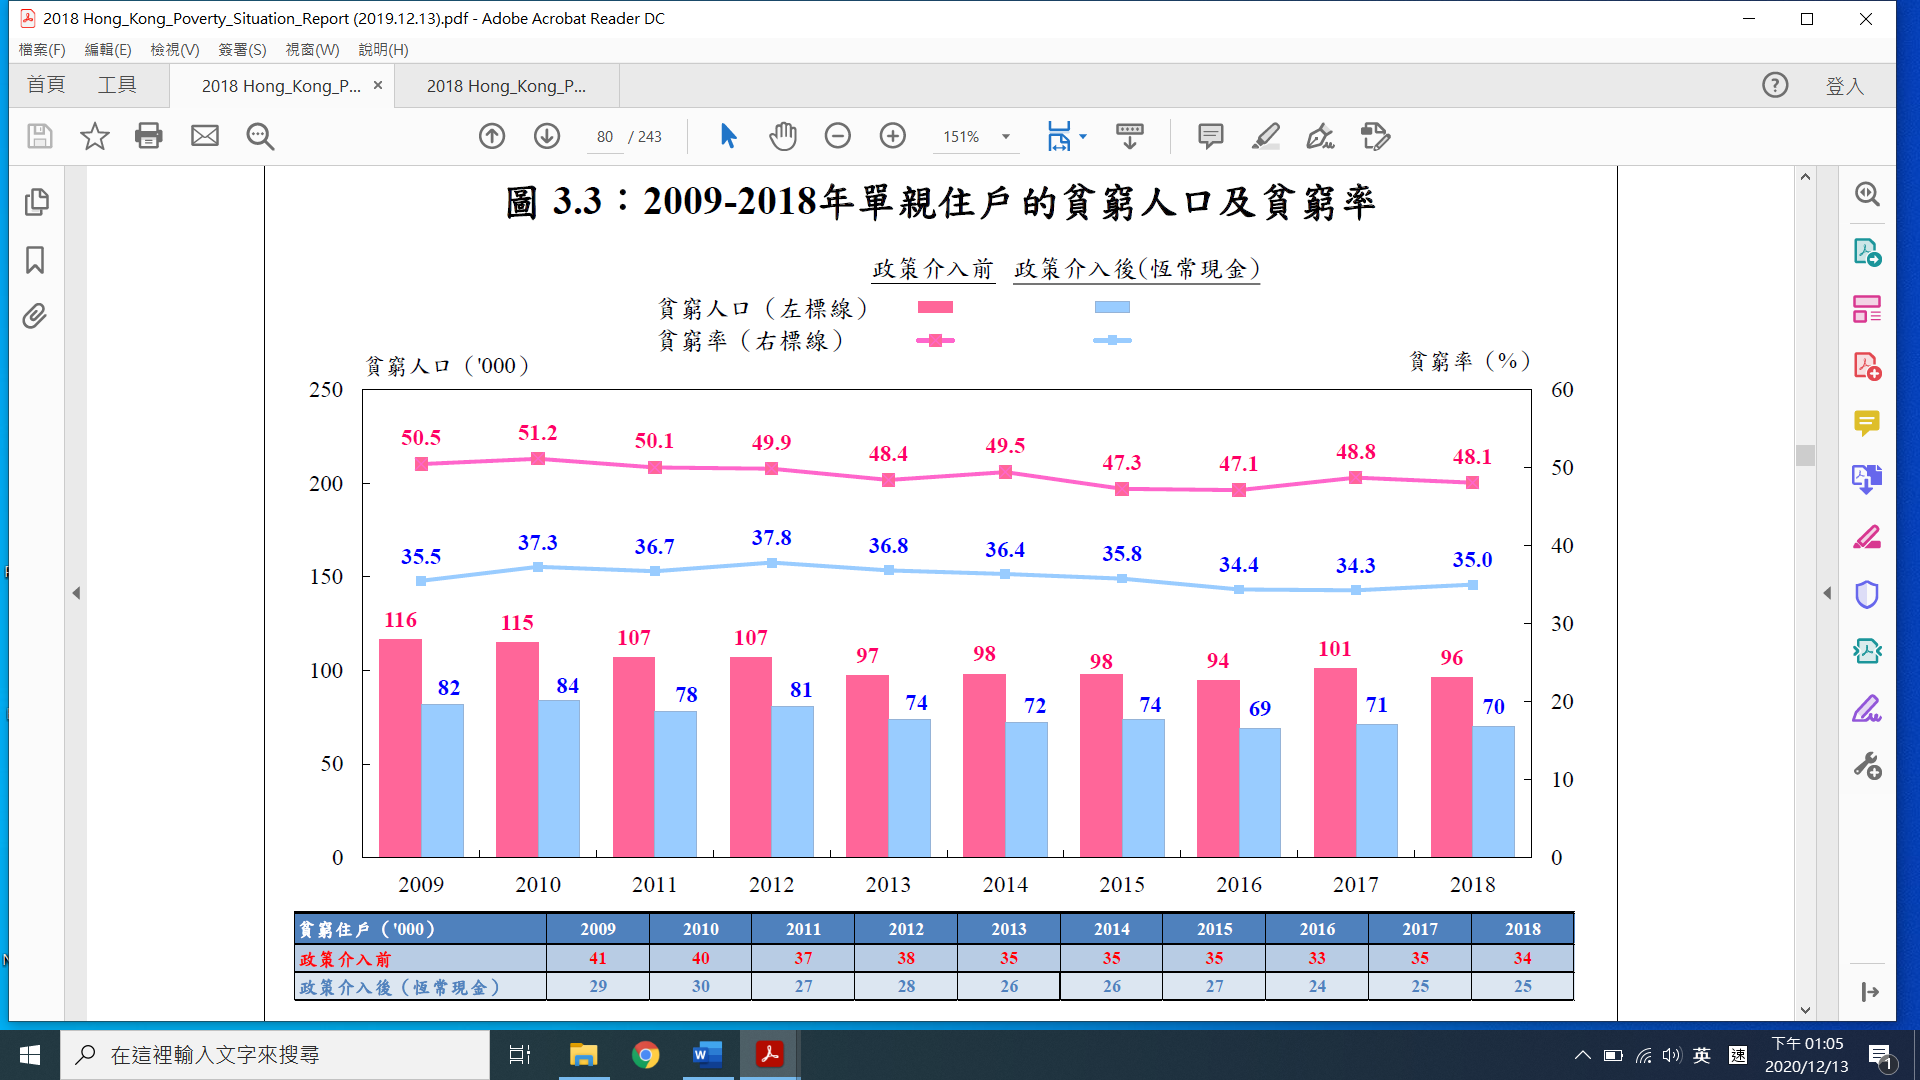 2018 Hong_Kong_Poverty_Situation_Report (2019.12.13).pdf - Adobe Acrobat Reader DC
檔案(F) 編輯(E) 檢視(V) 簽署(S) 視窗(W) 說明(H)
首頁 工具 2018 Hong_Kong_P... × 2018 Hong_Kong_P... 登入
80 / 243 151%
圖 3.3：2009-2018年單親住戶的貧窮人口及貧窮率
政策介入前 政策介入後(恆常現金)
貧窮人口（左標線）
貧窮率（右標線）
貧窮人口（'000） 貧窮率（%）
250 60
50.5 51.2 50.1 49.9 48.4 49.5 47.3 47.1 48.8 48.1
50
200
35.5 37.3 36.7 37.8 36.8 36.4 35.8 34.4 34.3 35.0
40
150
116 115 107 107 97 98 98 94 101 96
30
100
82 84 78 81 74 72 74 69 71 70
20
50
10
0 0
2009 2010 2011 2012 2013 2014 2015 2016 2017 2018
貧窮住戶（'000） 2009 2010 2011 2012 2013 2014 2015 2016 2017 2018
政策介入前 41 40 37 38 35 35 35 33 35 34
政策介入後（恆常現金） 29 30 27 28 26 26 27 24 25 25
在這裡輸入文字來搜尋
英 速
下午 01:05
2020/12/13
1